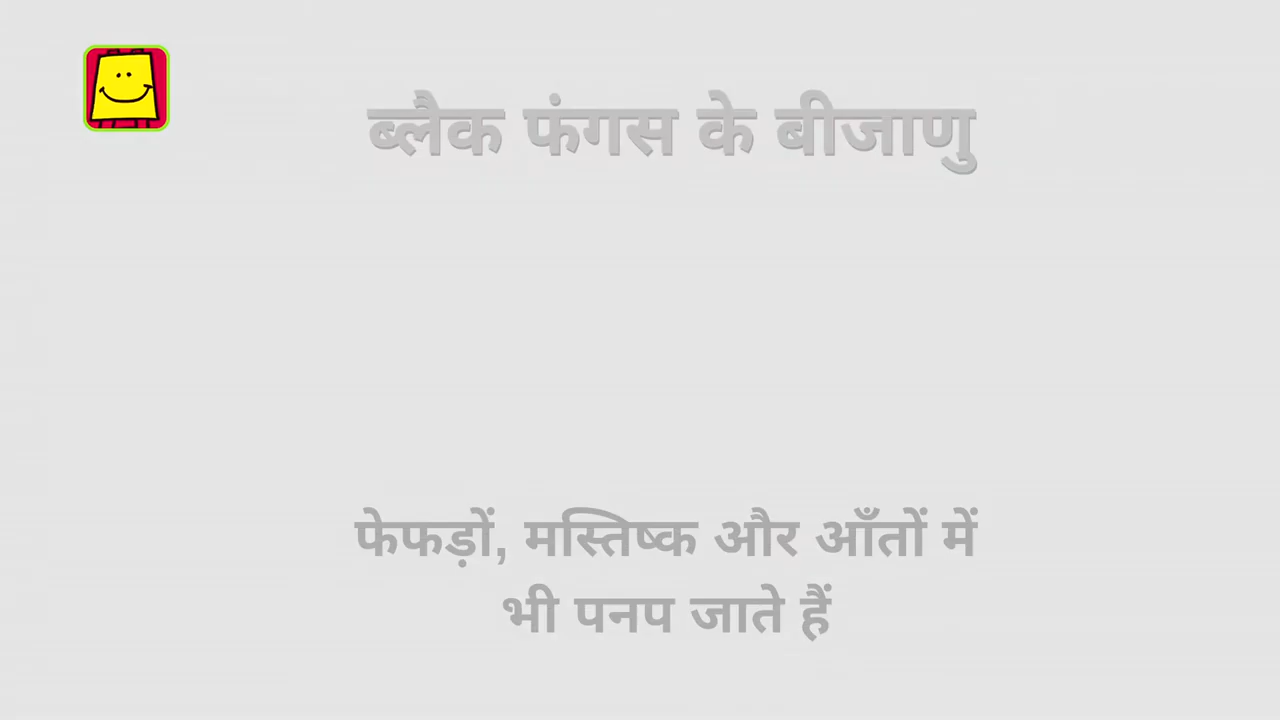 ब्लैक फंगस के बीजाणु
फेफड़ों, मस्तिष्क और आँतों में
भी पनप जाते हैं